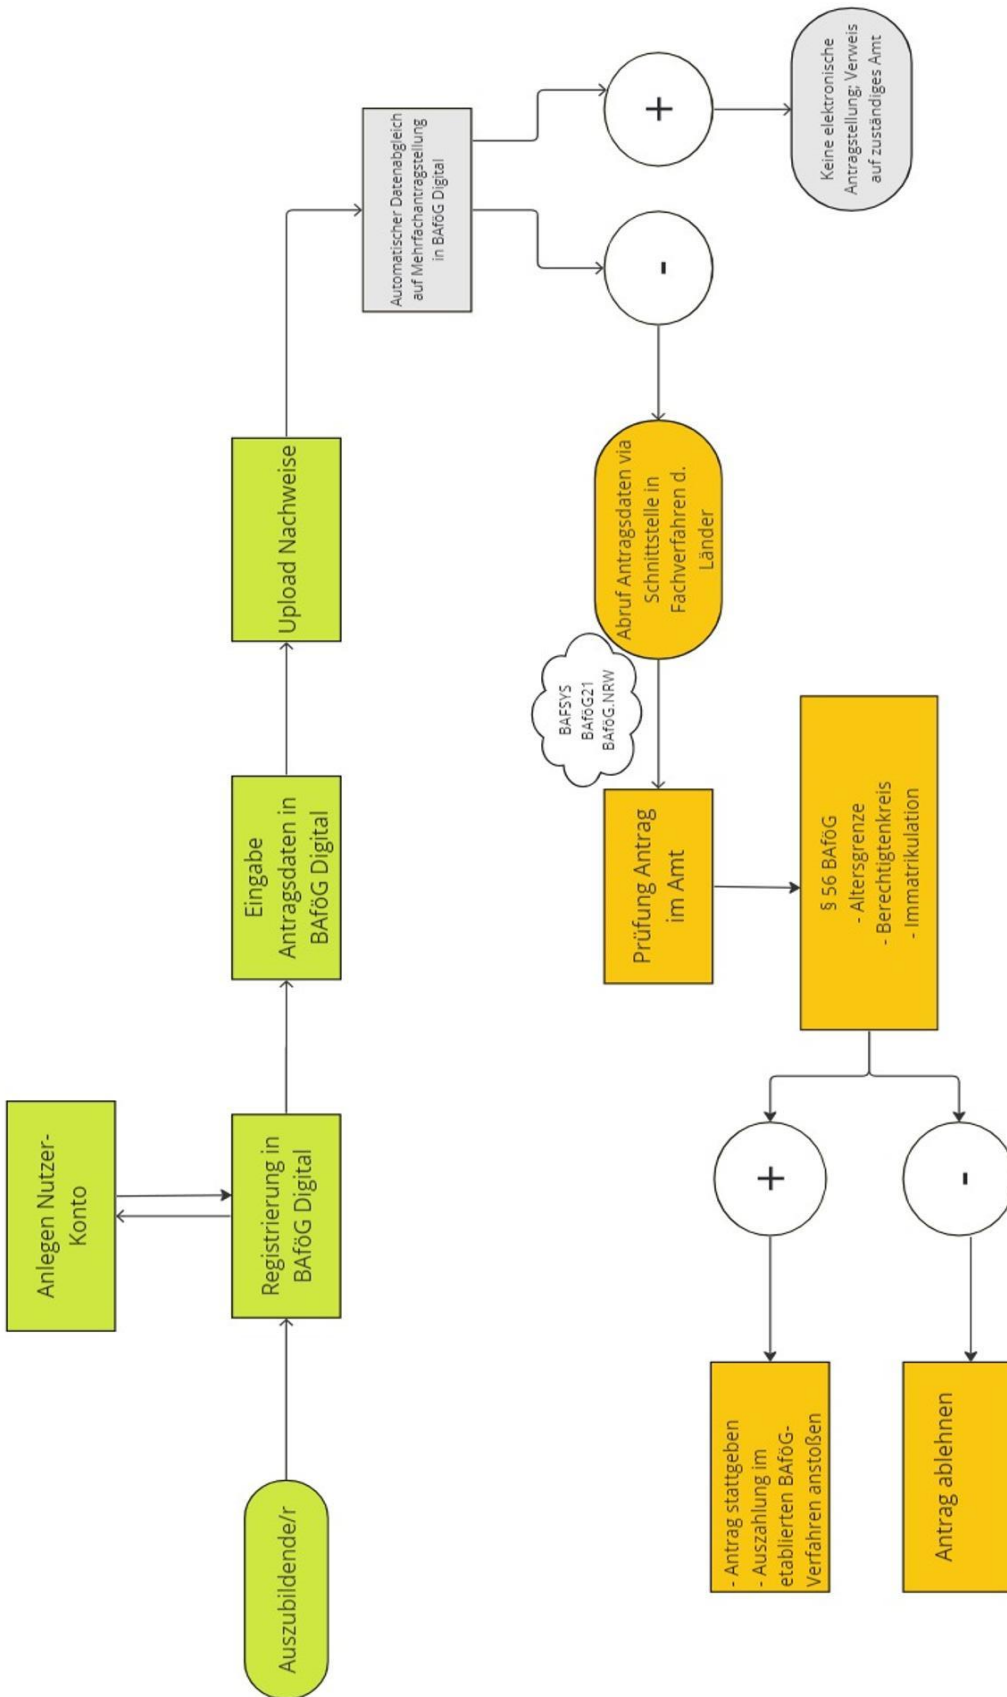 Auszubildende/r
Anlegen Nutzer-
Konto
Registrierung in
BAföG Digital
Eingabe
Antragsdaten in
BAföG Digital
Upload Nachweise
Automatischer Datenabgleich
auf Mehrfachantragstellung
in BAföG Digital
+
-
Keine elektronische
Antragstellung; Verweis
auf zuständiges Amt
Abruf Antragsdaten via
Schnittstelle in
Fachverfahren d.
Länder
BAFSYS
BAföG21
BAföG.NRW
Prüfung Antrag
im Amt
§ 56 BAföG
- Altersgrenze
- Berechtigtenkreis
- Immatrikulation
+
-
- Antrag stattgeben
- Auszahlung im
etablierten BAföG-
Verfahren anstoßen
Antrag ablehnen